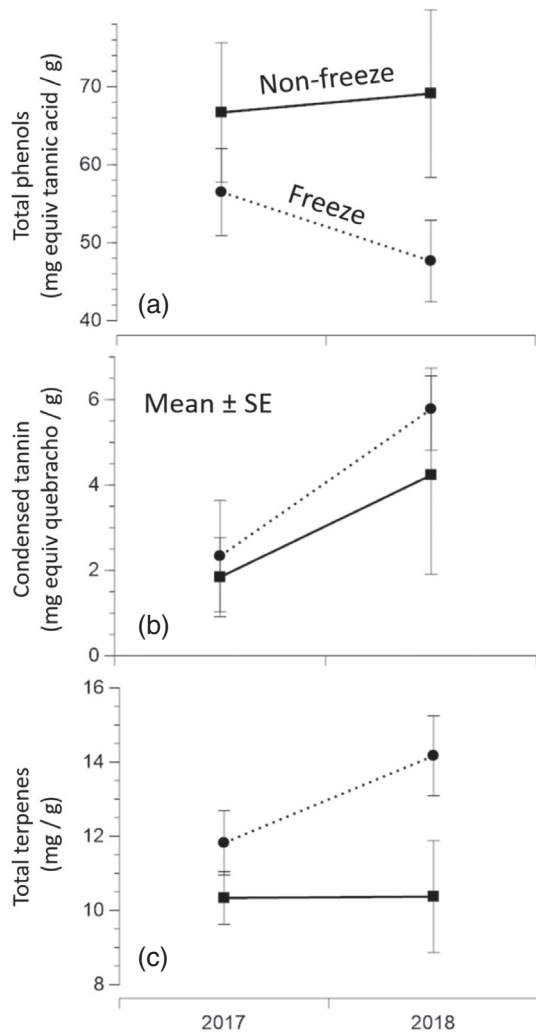 Total phenols
(mg equiv tannic acid / g)
70
60
50
40
Non-freeze
Freeze
(a)
Condensed tannin
(mg equiv quebracho / g)
6
4
2
0
Mean ± SE
(b)
Total terpenes
(mg / g)
16
14
12
10
8
(c)
2017 2018